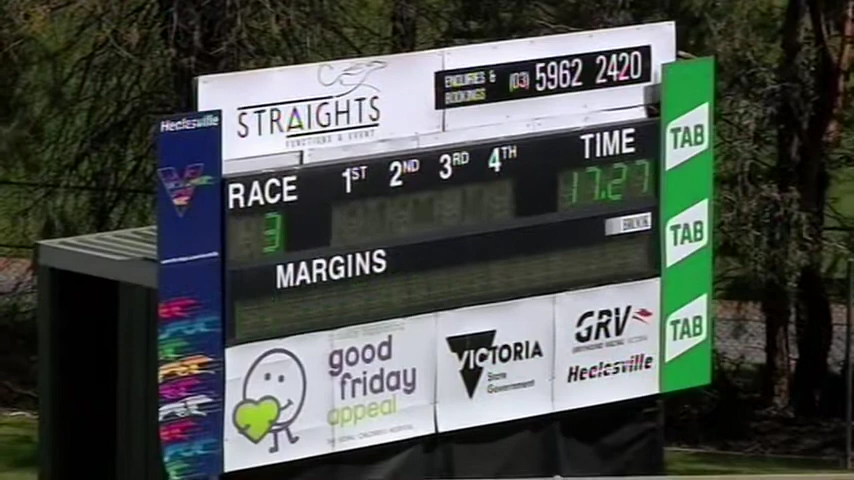 STRAIGHTS
FUNCTIONS & EVENT
ENQUIRIES & BOOKINGS (03) 5962 2420
Healesville
RACE 1ST 2ND 3RD 4TH TIME
3 17.27
MARGINS
TAB
TAB
TAB
good
friday
appeal
VICTORIA
State
Government
GRV
Healesville